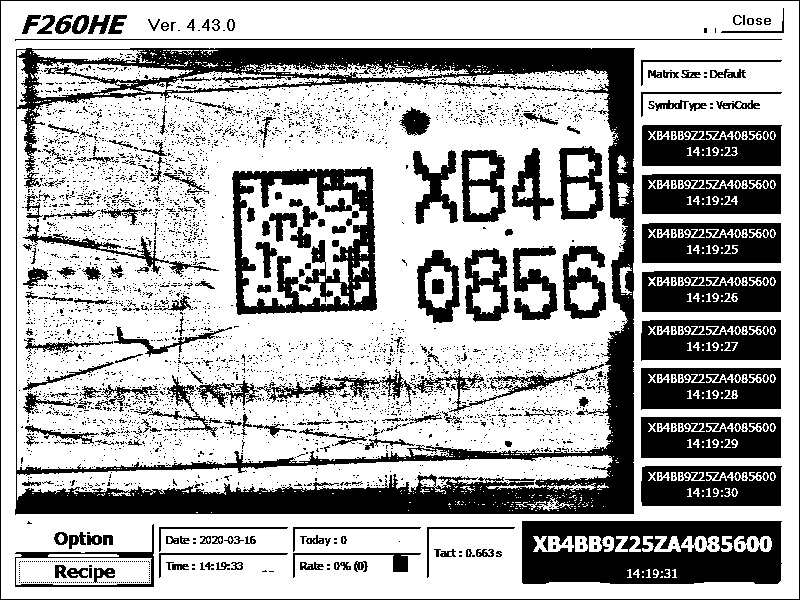 F260HE Ver. 4.43.0
Close
XB4B
0856
Matrix Size : Default
SymbolType : VeriCode
XB4BB9Z25ZA4085600
14:19:23
XB4BB9Z25ZA4085600
14:19:24
XB4BB9Z25ZA4085600
14:19:25
XB4BB9Z25ZA4085600
14:19:26
XB4BB9Z25ZA4085600
14:19:27
XB4BB9Z25ZA4085600
14:19:28
XB4BB9Z25ZA4085600
14:19:29
XB4BB9Z25ZA4085600
14:19:30
Option
Recipe
Date : 2020-03-16
Time : 14:19:33
Today : 0
Rate : 0% (0)
Tact : 0.663 s
XB4BB9Z25ZA4085600
14:19:31